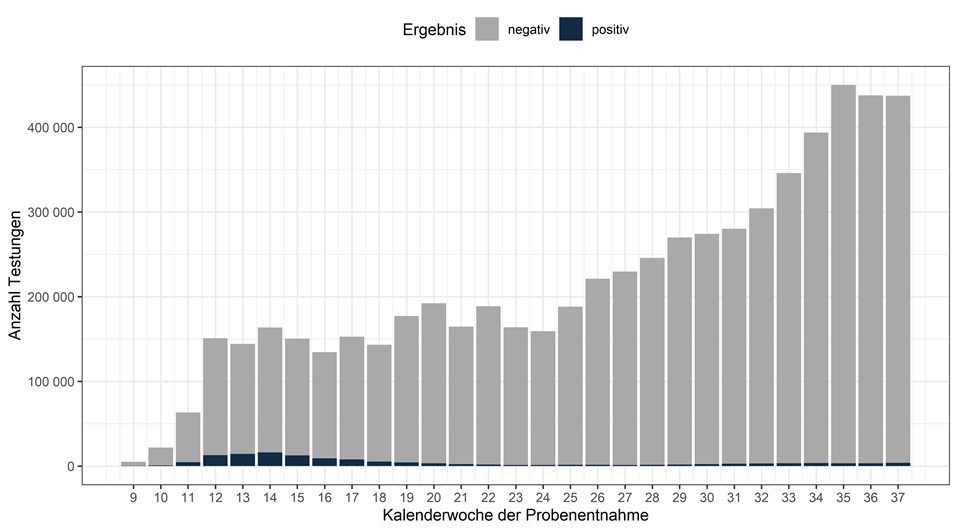 Ergebnis negativ positiv
Anzahl Testungen
400 000
300 000
200 000
100 000
0
9 10 11 12 13 14 15 16 17 18 19 20 21 22 23 24 25 26 27 28 29 30 31 32 33 34 35 36 37
Kalenderwoche der Probenentnahme